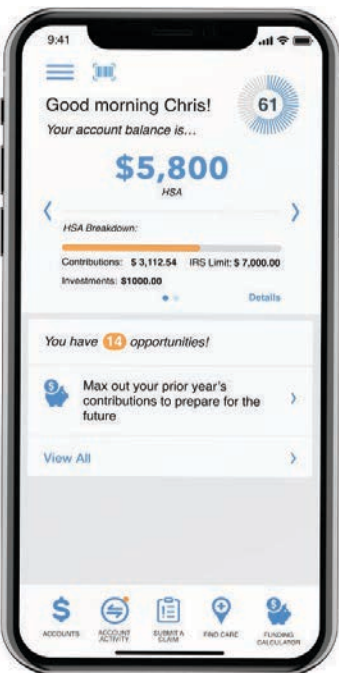 9:41
Good morning Chris!
61
Your account balance is...
$5,800
HSA
HSA Breakdown:
Contributions: $ 3,112.54 IRS Limit: $ 7,000.00
Investments: $1000.00
Details
You have 14 opportunities!
Max out your prior year's
contributions to prepare for the
future
View All
ACCOUNTS
ACCOUNT
ACTIVITY
SUBMIT A
CLAIM
FIND CARE
FUNDING
CALCULATOR